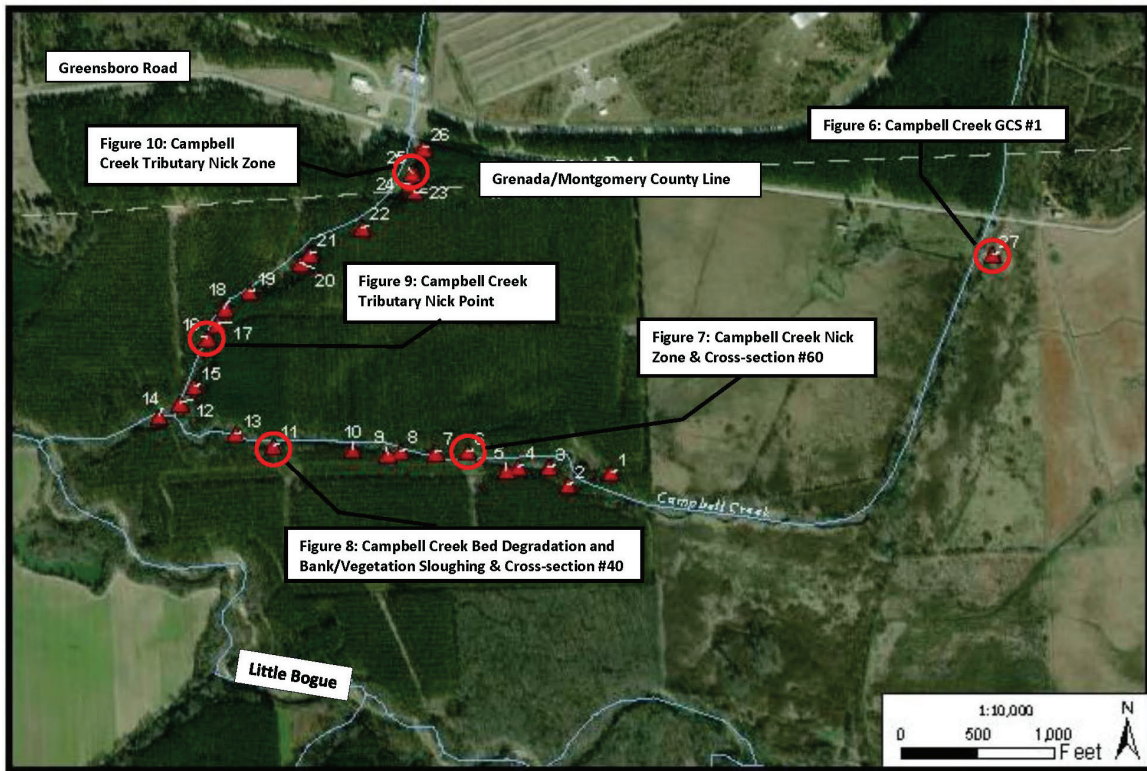 Greensboro Road
Figure 10: Campbell
Creek Tributary Nick Zone
Figure 6: Campbell Creek GCS #1
Grenada/Montgomery County Line
26
25
24
23
22
21
20
19
18
17
16
15
14
12
13
11
10
9
8
7
6
5
4
3
2
1
27
Figure 9: Campbell Creek
Tributary Nick Point
Figure 7: Campbell Creek Nick
Zone & Cross-section #60
Campbell Creek
Figure 8: Campbell Creek Bed Degradation and
Bank/Vegetation Sloughing & Cross-section #40
Little Bogue
1:10,000
N
0 500 1,000
Feet